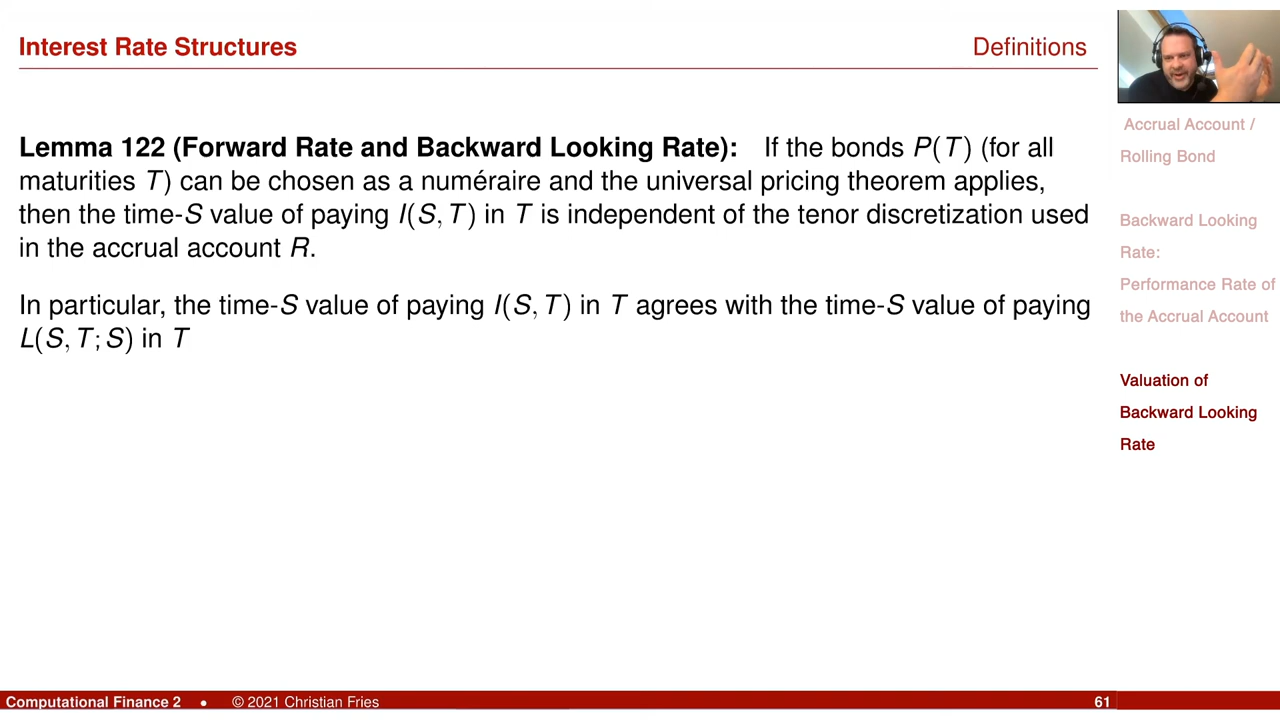 Interest Rate Structures
Definitions
Lemma 122 (Forward Rate and Backward Looking Rate): If the bonds P(T) (for all
maturities T) can be chosen as a numéraire and the universal pricing theorem applies,
then the time-S value of paying I(S, T) in T is independent of the tenor discretization used
in the accrual account R.
In particular, the time-S value of paying I(S, T) in T agrees with the time-S value of paying
L(S, T; S) in T
Accrual Account /
Rolling Bond
Backward Looking
Rate:
Performance Rate of
the Accrual Account
Valuation of
Backward Looking
Rate
Computational Finance 2 • © 2021 Christian Fries
61